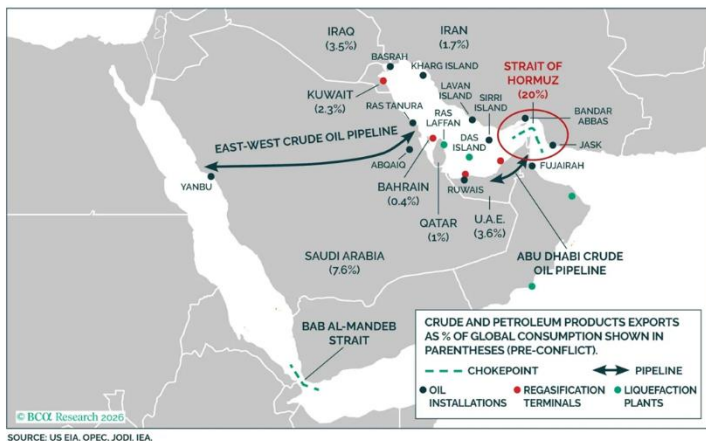 IRAQ
(3.5%)
IRAN
(1.7%)
BASRAH
KHARG ISLAND
STRAIT OF
HORMUZ
(20%)
KUWAIT
(2.3%)
LAVAN
ISLAND
SIRRI
ISLAND
BANDAR
ABBAS
RAS TANURA
RAS
LAFFAN
DAS
ISLAND
EAST-WEST CRUDE OIL PIPELINE
JASK
ABQAIQ
FUJAIRAH
YANBU
BAHRAIN
(0.4%)
RUWAIS
QATAR
(1%)
U.A.E.
(3.6%)
SAUDI ARABIA
(7.6%)
ABU DHABI CRUDE
OIL PIPELINE
BAB AL-MANDEB
STRAIT
CRUDE AND PETROLEUM PRODUCTS EXPORTS
AS % OF GLOBAL CONSUMPTION SHOWN IN
PARENTHESES (PRE-CONFLICT).
CHOKEPOINT
PIPELINE
OIL
INSTALLATIONS
REGASIFICATION
TERMINALS
LIQUEFACTION
PLANTS
© BCα Research 2026
SOURCE: US EIA, OPEC, JODI, IEA.